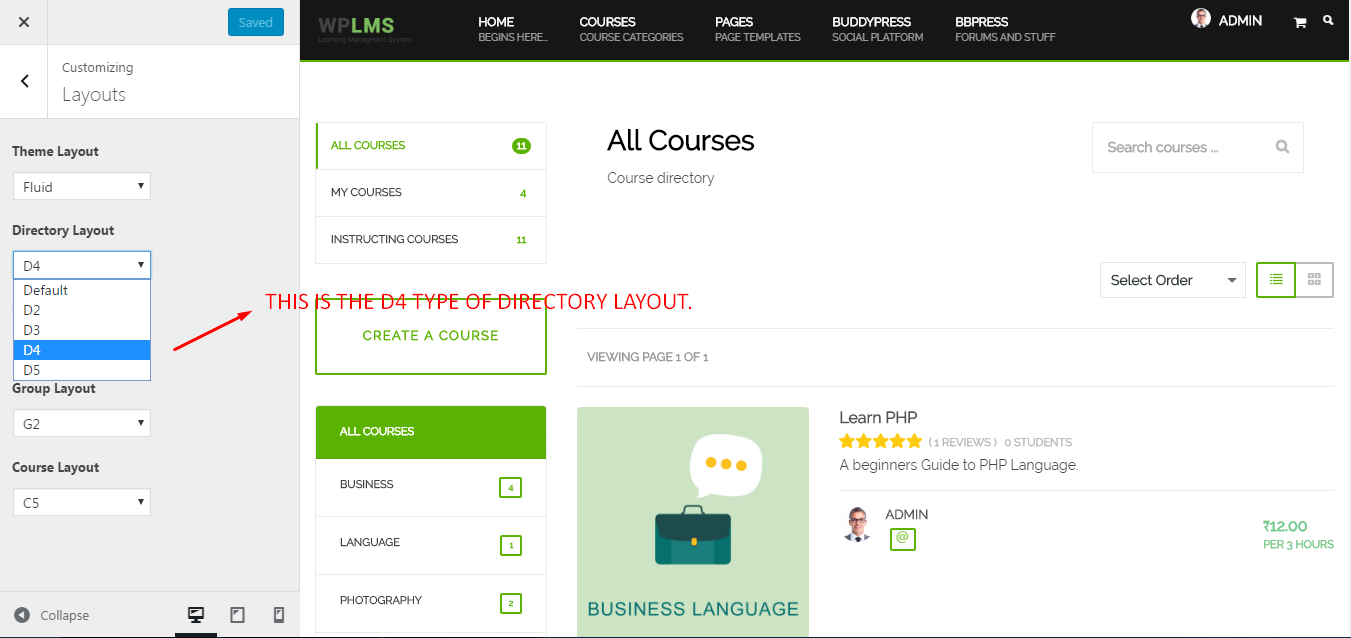 Saved
Customizing
Layouts
Theme Layout
Fluid
Directory Layout
D4
Default
D2
D3
D4
D5
Group Layout
G2
Course Layout
C5
Collapse
WPLMS
Learning Managment System
HOME
BEGINS HERE..
COURSES
COURSE CATEGORIES
PAGES
PAGE TEMPLATES
BUDDYPRESS
SOCIAL PLATFORM
BBPRESS
FORUMS AND STUFF
ADMIN
ALL COURSES 11
MY COURSES 4
INSTRUCTING COURSES 11
All Courses
Course directory
Search courses ...
Select Order
THIS IS THE D4 TYPE OF DIRECTORY LAYOUT.
CREATE A COURSE
VIEWING PAGE 1 OF 1
ALL COURSES
BUSINESS 4
LANGUAGE 1
PHOTOGRAPHY 2
BUSINESS LANGUAGE
Learn PHP
( 1 REVIEWS ) 0 STUDENTS
A beginners Guide to PHP Language.
ADMIN
@
₹12.00
PER 3 HOURS